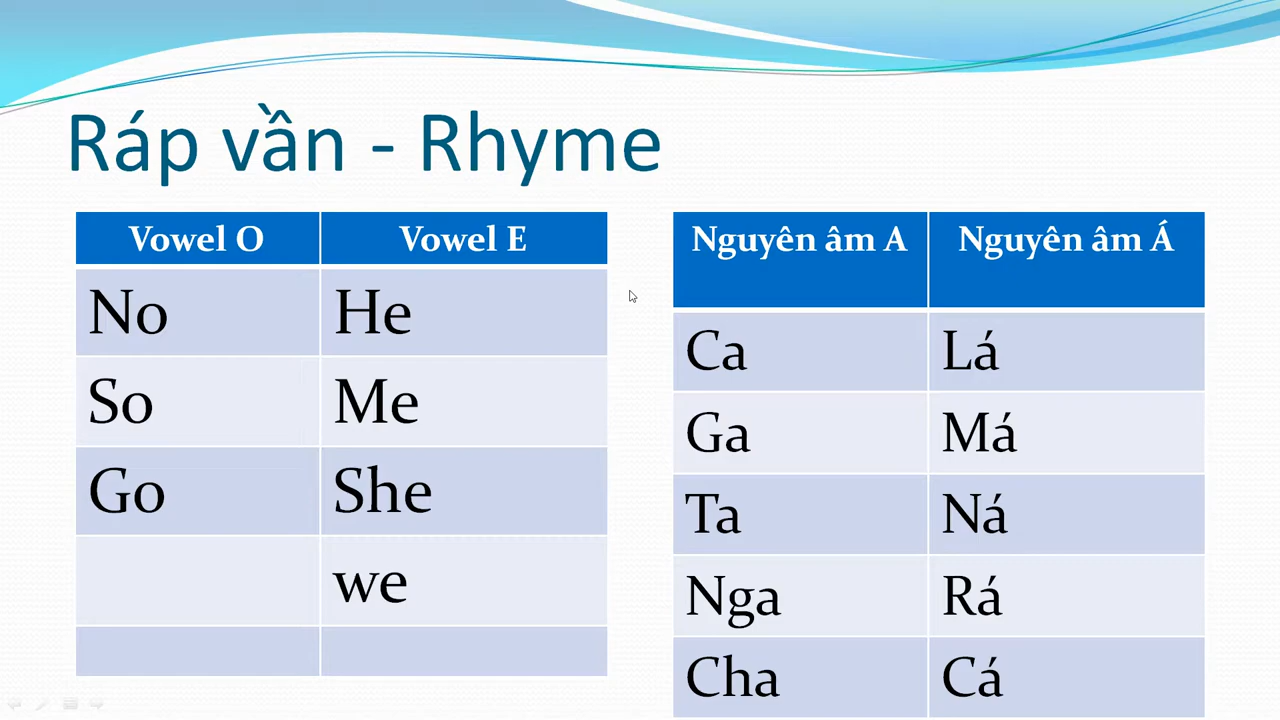 Ráp vần - Rhyme
Vowel O Vowel E
No He
So Me
Go She
we
Nguyên âm A Nguyên âm Á
Ca Lá
Ga Má
Ta Ná
Nga Rá
Cha Cá